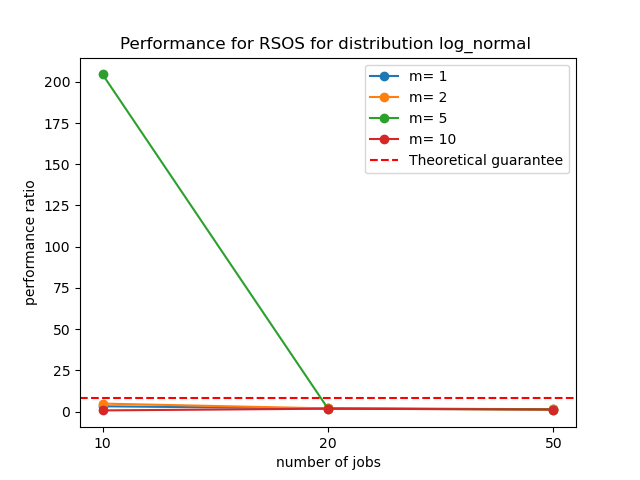 Performance for RSOS for distribution log_normal
m= 1
m= 2
m= 5
m= 10
Theoretical guarantee
performance ratio
200
175
150
125
100
75
50
25
0
10
20
50
number of jobs